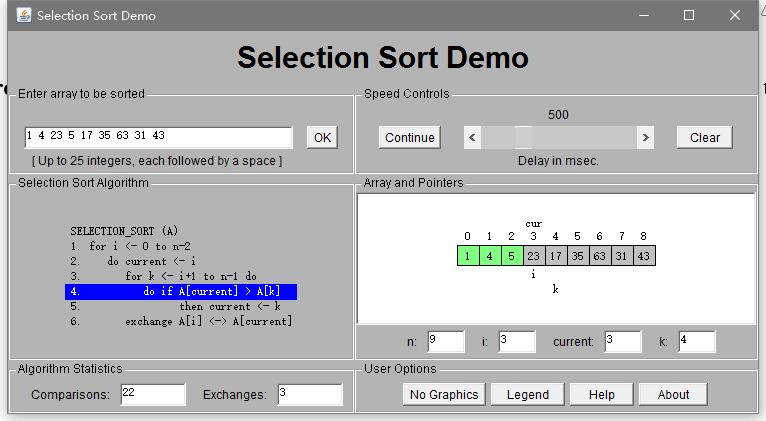 Selection Sort Demo
Selection Sort Demo
Enter array to be sorted
1 4 23 5 17 35 63 31 43
OK
[ Up to 25 integers, each followed by a space ]
Speed Controls
500
Continue
<
>
Clear
Delay in msec.
Selection Sort Algorithm
SELECTION_SORT (A)
1. for i <- 0 to n-2
2. do current <- i
3. for k <- i+1 to n-1 do
4. do if A[current] > A[k]
5. then current <- k
6. exchange A[i] <-> A[current]
Array and Pointers
cur
0 1 2 3 4 5 6 7 8
1 4 5 23 17 35 63 31 43
i
k
n: 9 i: 3 current: 3 k: 4
Algorithm Statistics
Comparisons: 22 Exchanges: 3
User Options
No Graphics Legend Help About